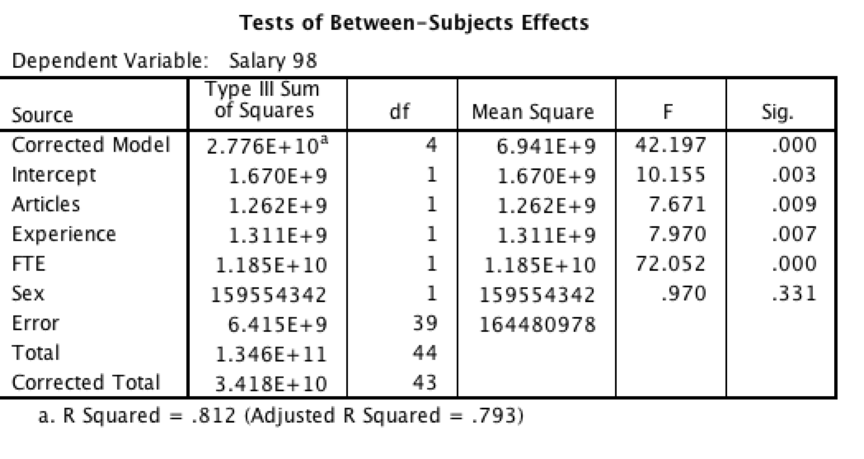 Tests of Between-Subjects Effects
Dependent Variable: Salary 98
Source Type III Sum of Squares df Mean Square F Sig.
Corrected Model 2.776E+10a 4 6.941E+9 42.197 .000
Intercept 1.670E+9 1 1.670E+9 10.155 .003
Articles 1.262E+9 1 1.262E+9 7.671 .009
Experience 1.311E+9 1 1.311E+9 7.970 .007
FTE 1.185E+10 1 1.185E+10 72.052 .000
Sex 159554342 1 159554342 .970 .331
Error 6.415E+9 39 164480978
Total 1.346E+11 44
Corrected Total 3.418E+10 43
a. R Squared = .812 (Adjusted R Squared = .793)